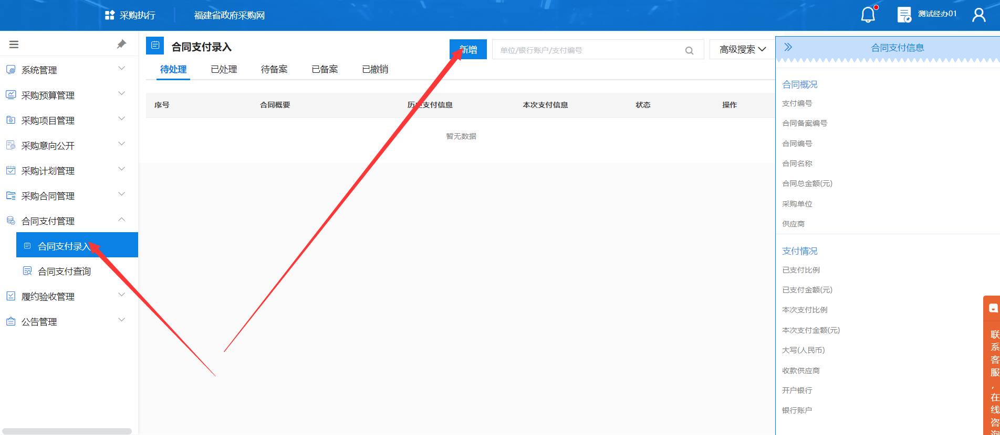 采购执行
福建省政府采购网
测试经办01
系统管理
采购预算管理
采购项目管理
采购意向公开
采购计划管理
采购合同管理
合同支付管理
合同支付录入
合同支付查询
履约验收管理
公告管理
合同支付录入
新增
单位/银行账户/支付编号
高级搜索
待处理
已处理
待备案
已备案
已撤销
序号
合同概要
历史支付信息
本次支付信息
状态
操作
暂无数据
合同支付信息
合同概况
支付编号
合同备案编号
合同编号
合同名称
合同总金额(元)
采购单位
供应商
支付情况
已支付比例
已支付金额(元)
本次支付比例
本次支付金额(元)
大写(人民币)
收款供应商
开户银行
银行账户
联系客服，在线咨询